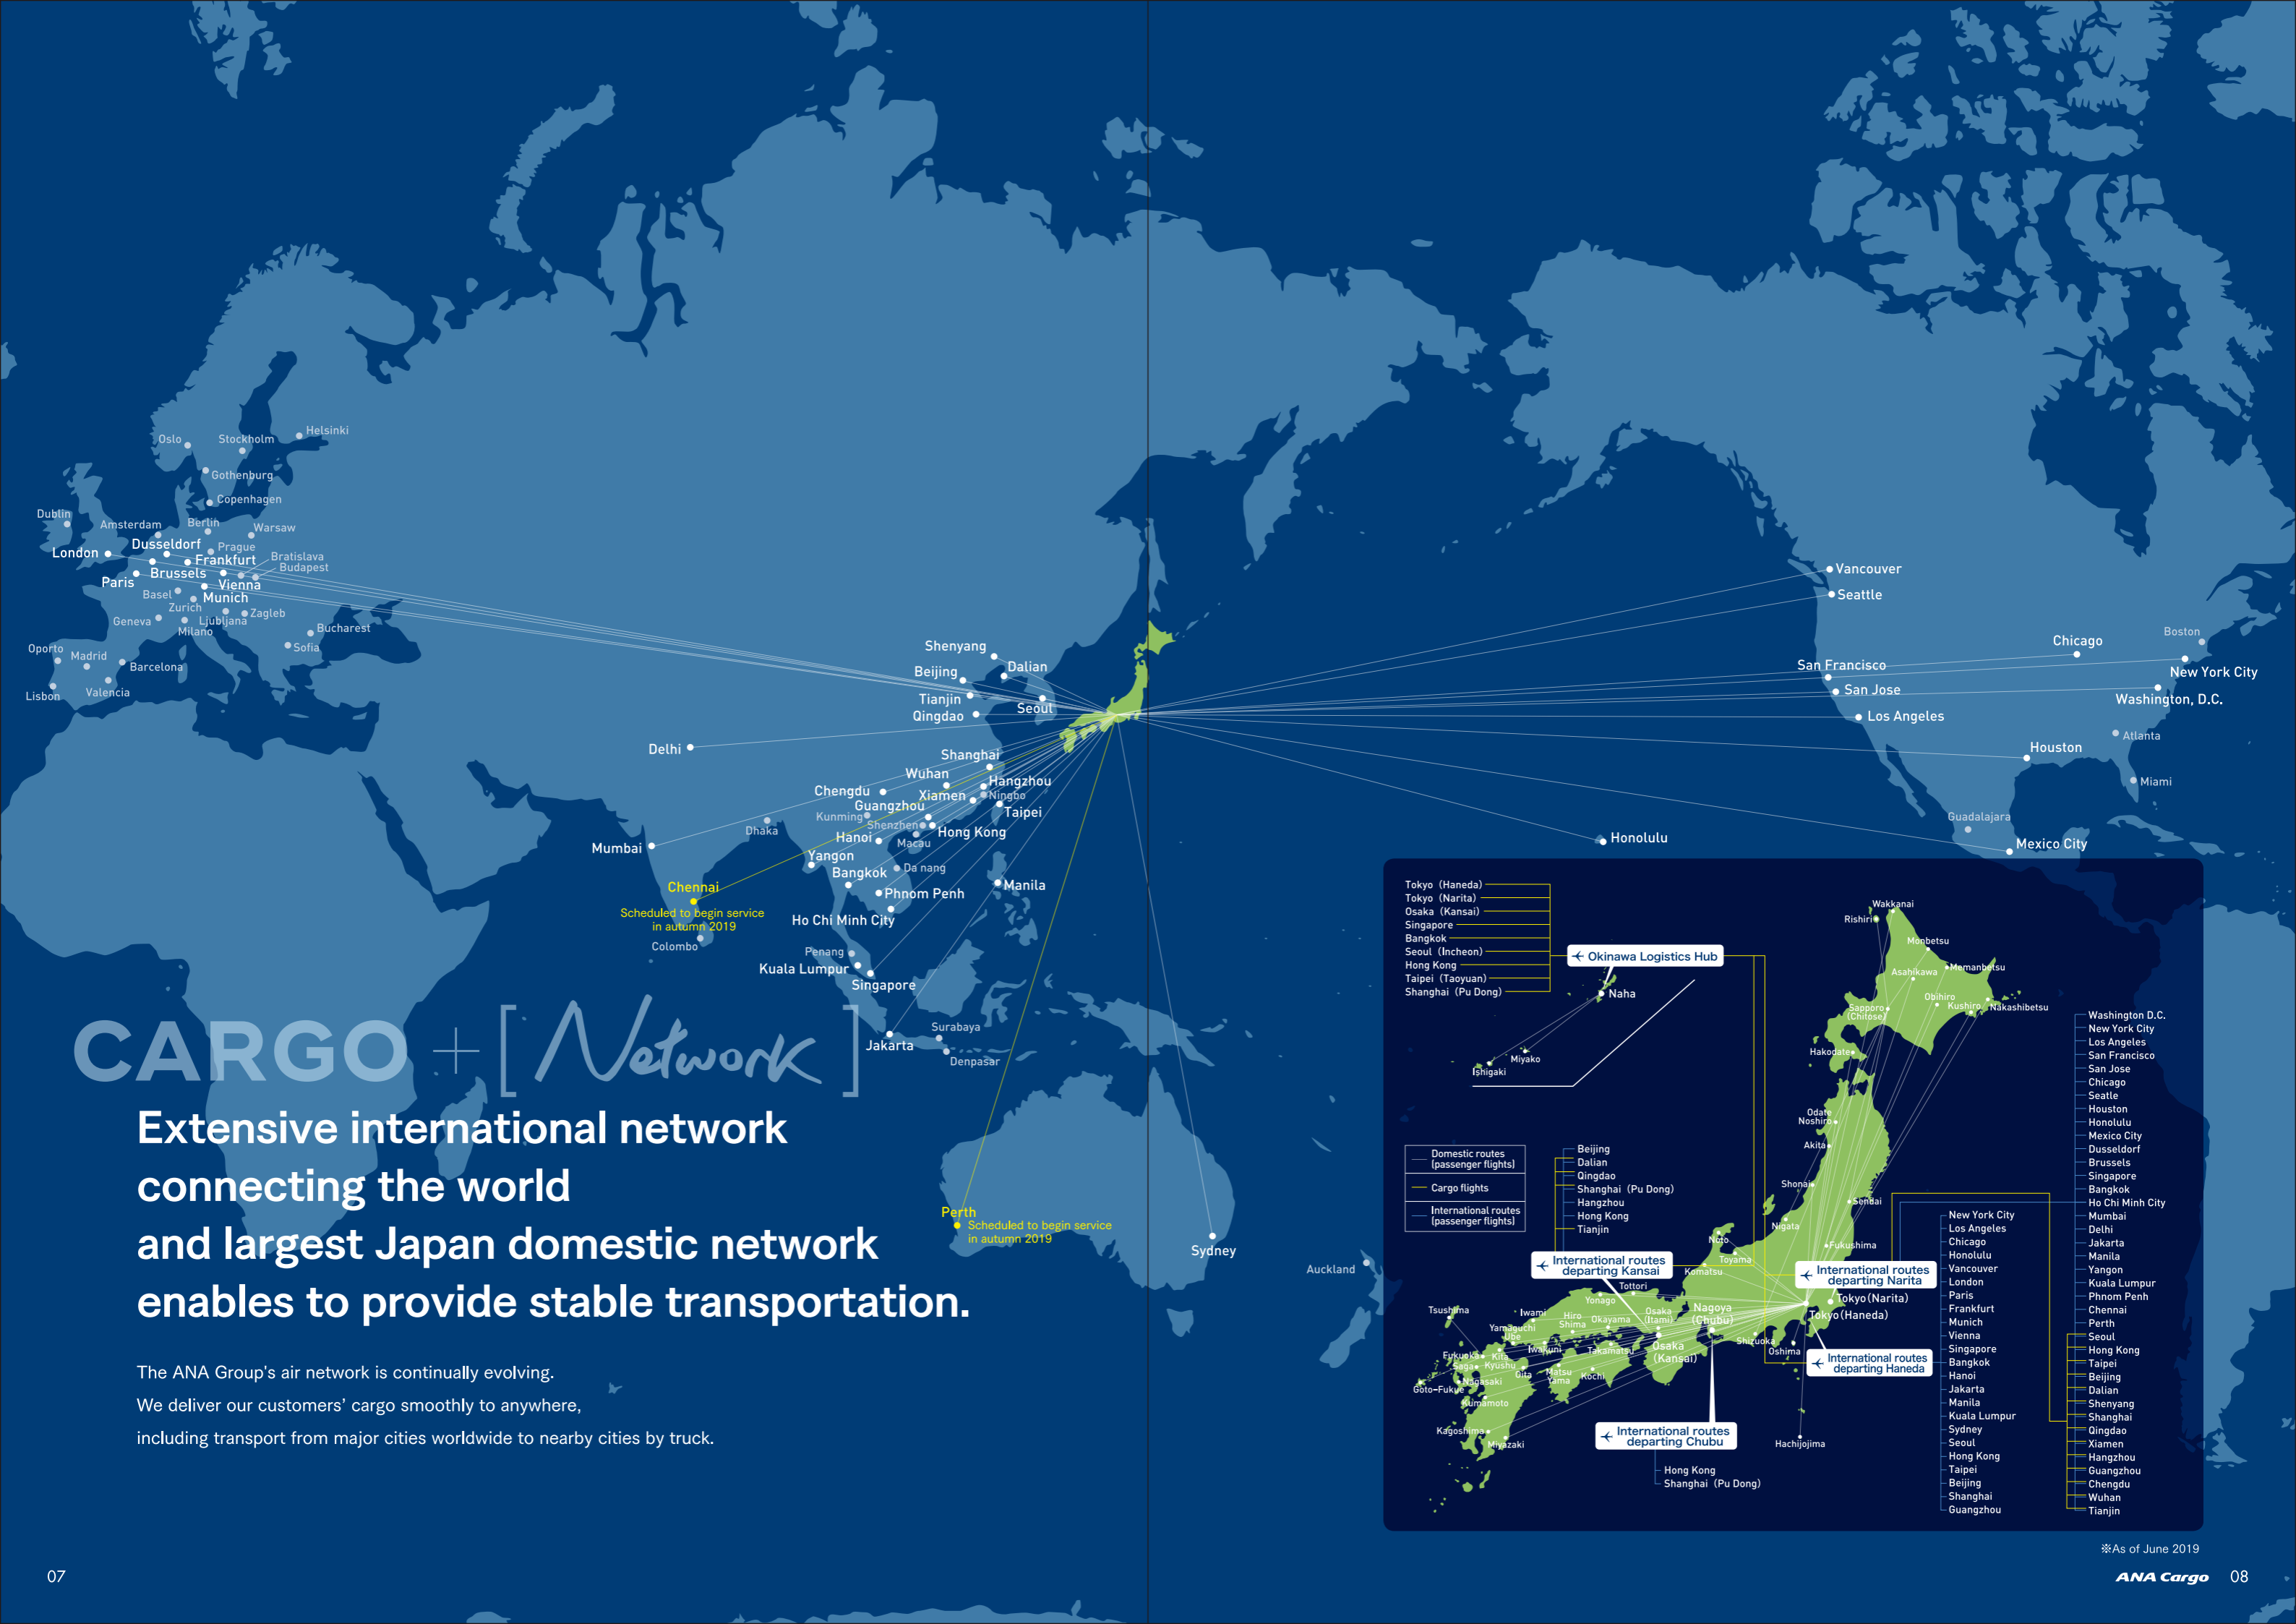 Oslo
Stockholm
Helsinki
Gothenburg
Copenhagen
Dublin
Amsterdam
Berlin
Warsaw
London
Dusseldorf
Prague
Frankfurt
Bratislava
Budapest
Paris
Brussels
Vienna
Basel
Munich
Zurich
Geneva
Ljubljana
Zagleb
Milano
Bucharest
Sofia
Oporto
Madrid
Barcelona
Lisbon
Valencia
Shenyang
Beijing
Dalian
Tianjin
Qingdao
Seoul
Delhi
Shanghai
Wuhan
Hangzhou
Chengdu
Xiamen
Ningbo
Guangzhou
Taipei
Kunming
Shenzhen
Dhaka
Hong Kong
Hanoi
Macau
Mumbai
Yangon
Da nang
Bangkok
Manila
Chennai
Phnom Penh
Scheduled to begin service
in autumn 2019
Ho Chi Minh City
Colombo
Penang
Kuala Lumpur
Singapore
Surabaya
Jakarta
Denpasar
Perth
Scheduled to begin service
in autumn 2019
Sydney
Auckland
Vancouver
Seattle
Chicago
Boston
San Francisco
New York City
San Jose
Washington, D.C.
Los Angeles
Atlanta
Houston
Miami
Guadalajara
Honolulu
Mexico City
CARGO + [Network]
Extensive international network
connecting the world
and largest Japan domestic network
enables to provide stable transportation.
The ANA Group's air network is continually evolving.
We deliver our customers’ cargo smoothly to anywhere,
including transport from major cities worldwide to nearby cities by truck.
07
Tokyo (Haneda)
Tokyo (Narita)
Osaka (Kansai)
Singapore
Bangkok
Seoul (Incheon)
Hong Kong
Taipei (Taoyuan)
Shanghai (Pu Dong)
Okinawa Logistics Hub
Naha
Miyako
Ishigaki
Wakkanai
Rishiri
Monbetsu
Memanbetsu
Asahikawa
Obihiro
Kushiro
Nakashibetsu
Sapporo
(Chitose)
Hakodate
Odate
Noshiro
Akita
Shonai
Sendai
Nigata
Fukushima
Noto
Toyama
Komatsu
Domestic routes
(passenger flights)
Cargo flights
International routes
(passenger flights)
Beijing
Dalian
Qingdao
Shanghai (Pu Dong)
Hangzhou
Hong Kong
Tianjin
International routes
departing Kansai
International routes
departing Narita
Tokyo(Narita)
Tokyo(Haneda)
Tottori
Yonago
Tsushima
Iwami
Hiro
Shima
Okayama
Osaka
(Itami)
Nagoya
(Chubu)
Yamaguchi
Ube
Iwakuni
Takamatsu
Osaka
(Kansai)
Shizuoka
Oshima
International routes
departing Haneda
Fukuoka
Kita
Kyushu
Saga
Oita
Matsu
Yama
Kochi
Nagasaki
Goto-Fukue
Kumamoto
Kagoshima
Miyazaki
International routes
departing Chubu
Hachijojima
Hong Kong
Shanghai (Pu Dong)
New York City
Los Angeles
Chicago
Honolulu
Vancouver
London
Paris
Frankfurt
Munich
Vienna
Singapore
Bangkok
Hanoi
Jakarta
Manila
Kuala Lumpur
Sydney
Seoul
Hong Kong
Taipei
Beijing
Shanghai
Guangzhou
Washington D.C.
New York City
Los Angeles
San Francisco
San Jose
Chicago
Seatle
Houston
Honolulu
Mexico City
Dusseldorf
Brussels
Singapore
Bangkok
Ho Chi Minh City
Mumbai
Delhi
Jakarta
Manila
Yangon
Kuala Lumpur
Phnom Penh
Chennai
Perth
Seoul
Hong Kong
Taipei
Beijing
Dalian
Shenyang
Shanghai
Qingdao
Xiamen
Hangzhou
Guangzhou
Chengdu
Wuhan
Tianjin
※As of June 2019
ANA Cargo 08